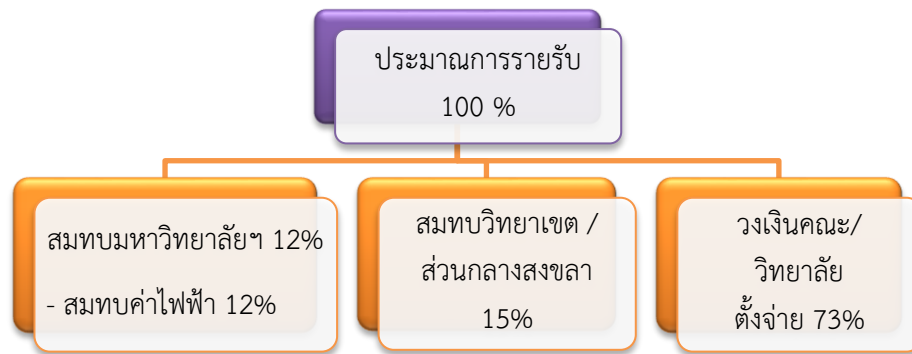 ประมาณการรายรับ
100 %
สมทบมหาวิทยาลัยฯ 12%
- สมทบค่าไฟฟ้า 12%
สมทบวิทยาเขต /
ส่วนกลางสงขลา
15%
วงเงินคณะ/
วิทยาลัย
ตั้งจ่าย 73%